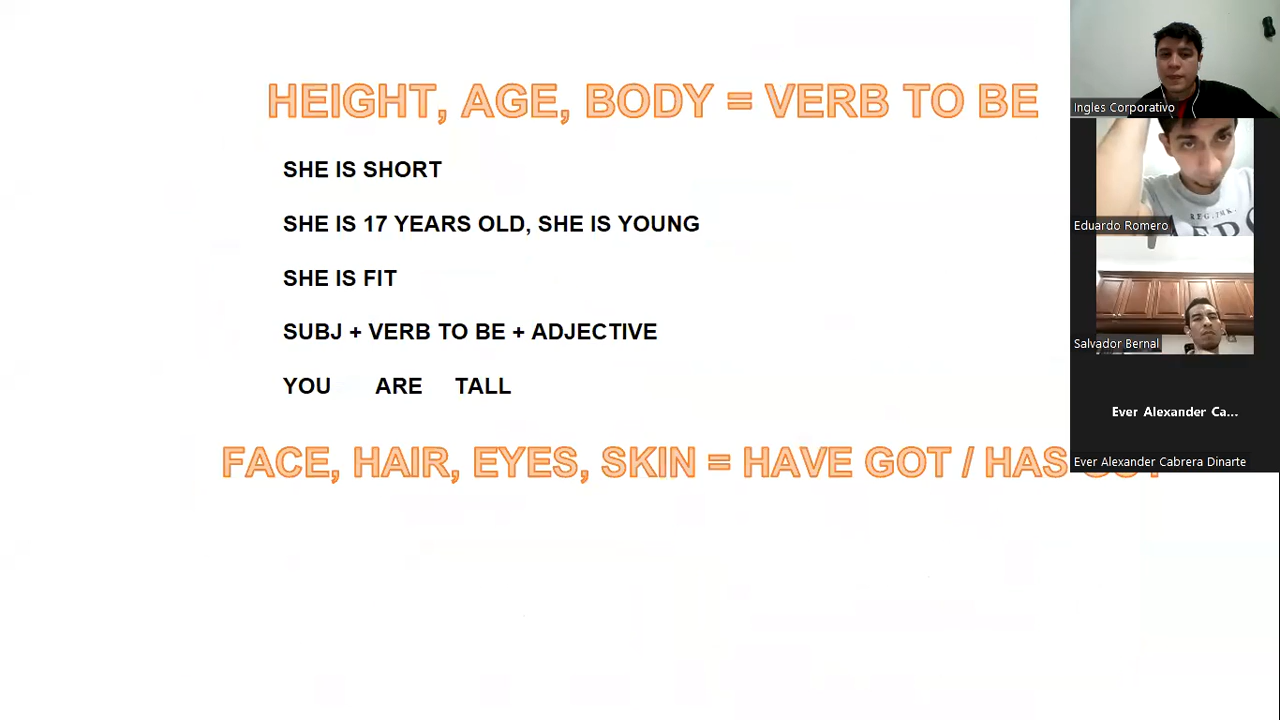 HEIGHT, AGE, BODY = VERB TO BE
SHE IS SHORT
SHE IS 17 YEARS OLD, SHE IS YOUNG
SHE IS FIT
SUBJ + VERB TO BE + ADJECTIVE
YOU ARE TALL
FACE, HAIR, EYES, SKIN = HAVE GOT / HAS
Ingles Corporativo
REG.TRK.
Eduardo Romero
Salvador Bernal
Ever Alexander Ca...
Ever Alexander Cabrera Dinarte